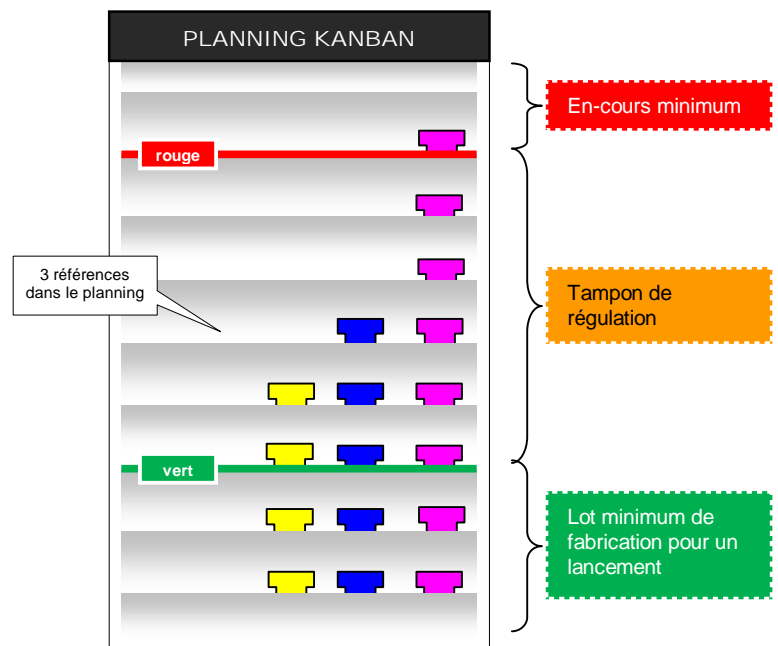 PLANNING KANBAN
En-cours minimum
rouge
3 références
dans le planning
Tampon de
régulation
vert
Lot minimum de
fabrication pour un
lancement